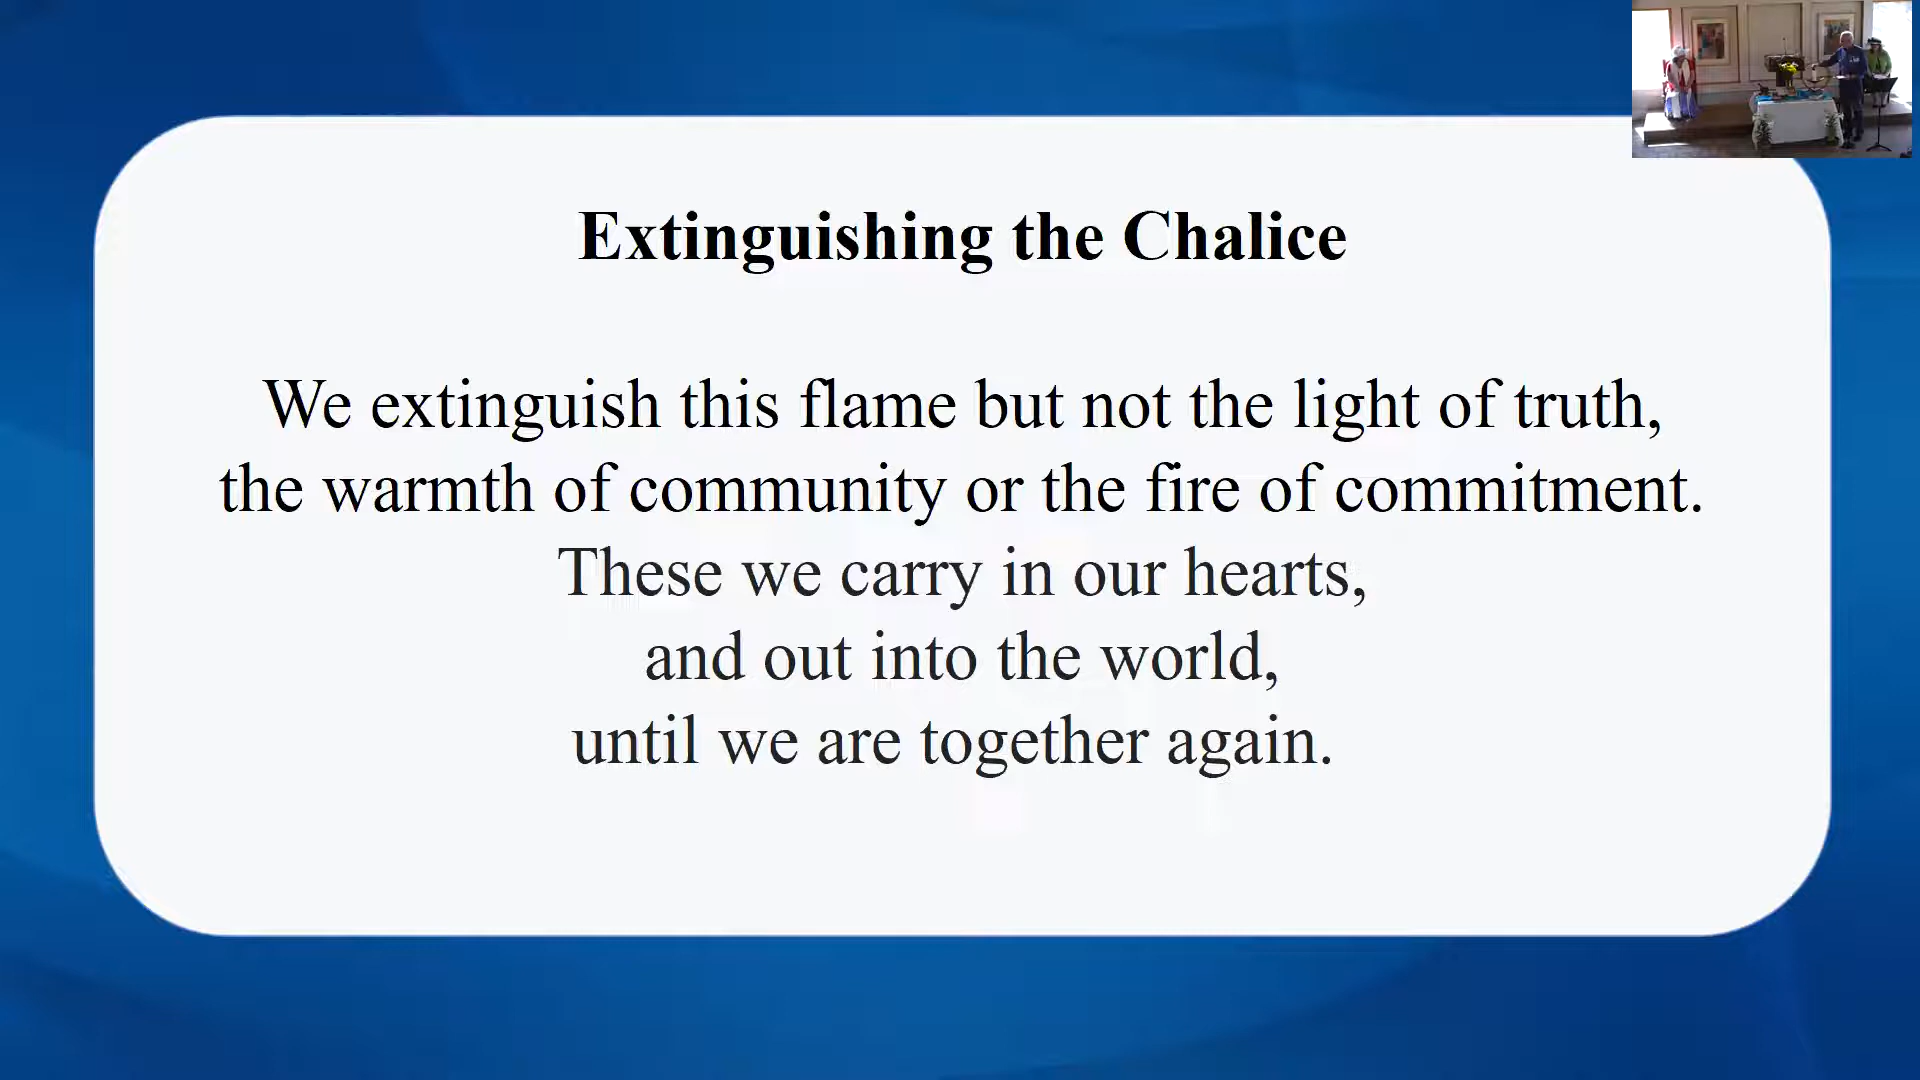 Extinguishing the Chalice
We extinguish this flame but not the light of truth,
the warmth of community or the fire of commitment.
These we carry in our hearts,
and out into the world,
until we are together again.